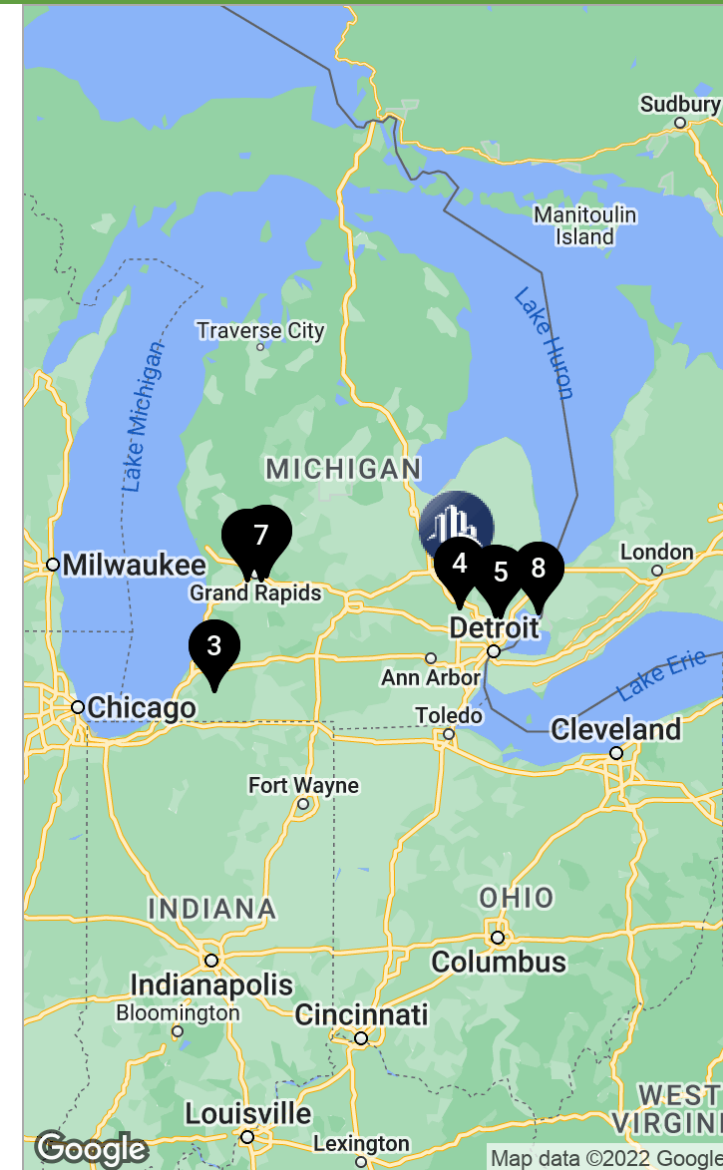 Sudbury
Manitoulin
Island
Lake Huron
Traverse City
Lake Michigan
MICHIGAN
7
4
5
8
London
Milwaukee
Grand Rapids
Detroit
3
Ann Arbor
Lake Erie
Chicago
Toledo
Cleveland
Fort Wayne
INDIANA
OHIO
Columbus
Indianapolis
Bloomington
Cincinnati
WEST
VIRGIN
Louisville
Lexington
Google
Map data ©2022 Google